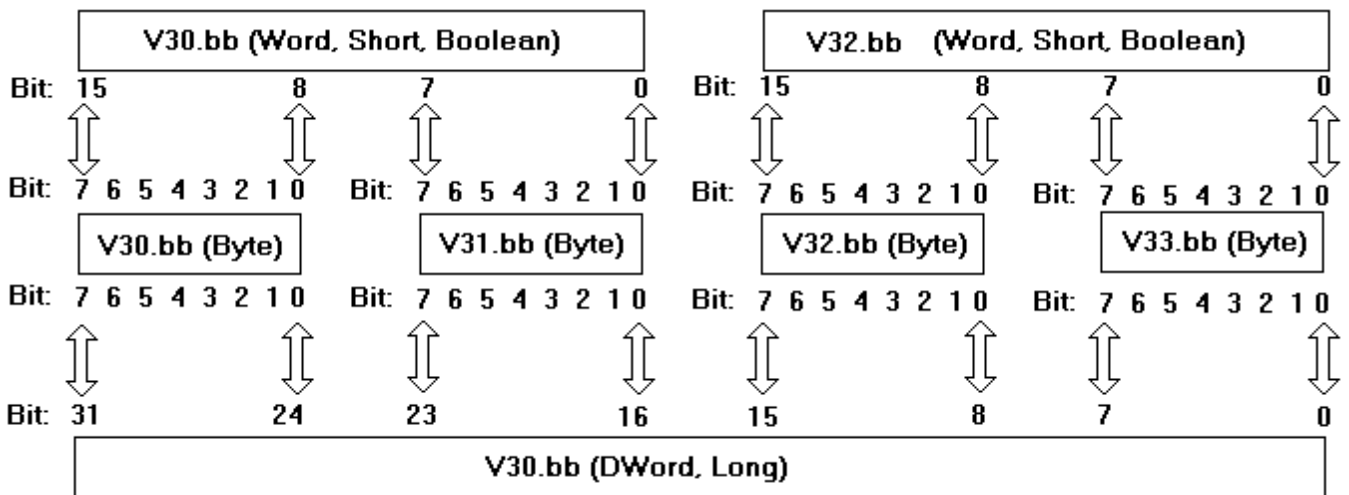 V30.bb (Word, Short, Boolean) V32.bb (Word, Short, Boolean)
Bit: 15 8 7 0 Bit: 15 8 7 0
Bit: 7 6 5 4 3 2 1 0 Bit: 7 6 5 4 3 2 1 0 Bit: 7 6 5 4 3 2 1 0 Bit: 7 6 5 4 3 2 1 0
V30.bb (Byte) V31.bb (Byte) V32.bb (Byte) V33.bb (Byte)
Bit: 7 6 5 4 3 2 1 0 Bit: 7 6 5 4 3 2 1 0 Bit: 7 6 5 4 3 2 1 0 Bit: 7 6 5 4 3 2 1 0
Bit: 31 24 23 16 15 8 7 0
V30.bb (DWord, Long)